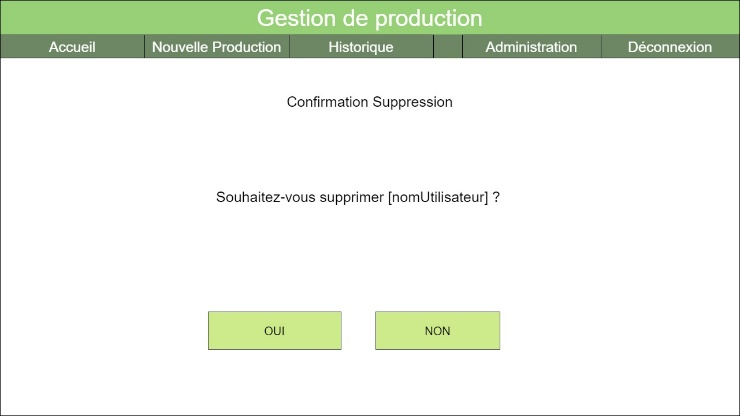 Gestion de production
Accueil Nouvelle Production Historique Administration Déconnexion
Confirmation Suppression
Souhaitez-vous supprimer [nomUtilisateur] ?
OUI NON